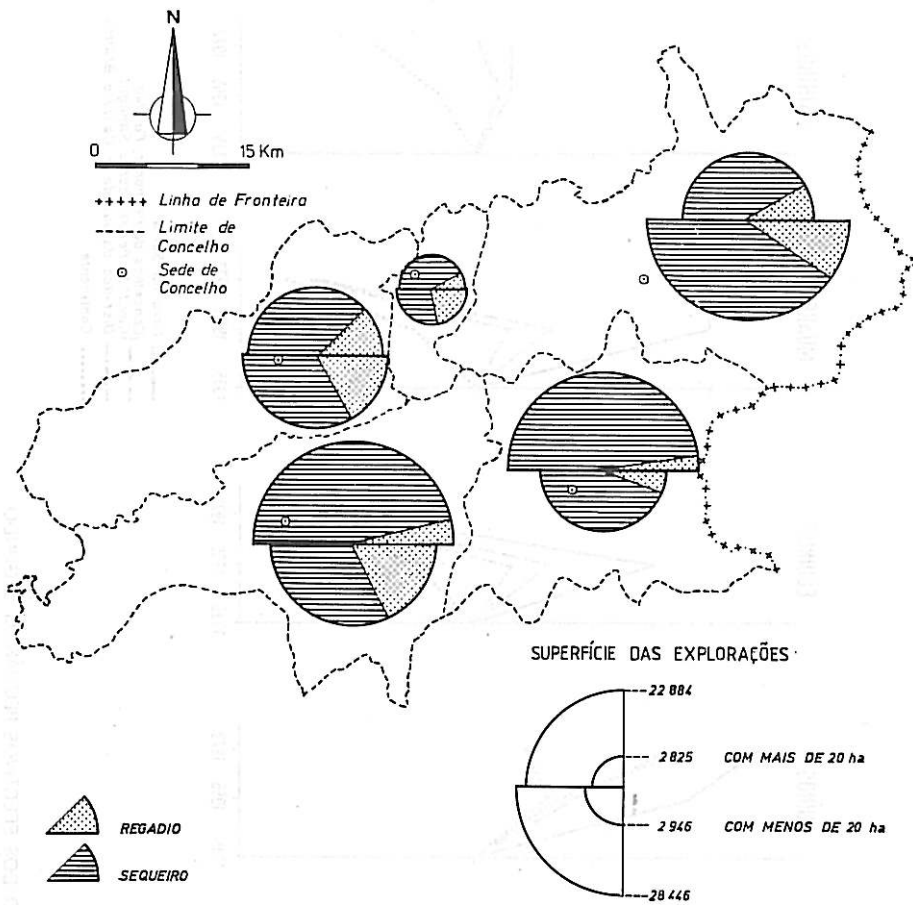 N
0 15 Km
+++++ Linha de Fronteira
----- Limite de
Concelho
Sede de
Concelho
SUPERFÍCIE DAS EXPLORAÇÕES
22 884
2 825 COM MAIS DE 20 ha
2 946 COM MENOS DE 20 ha
28 446
REGADIO
SEQUEIRO